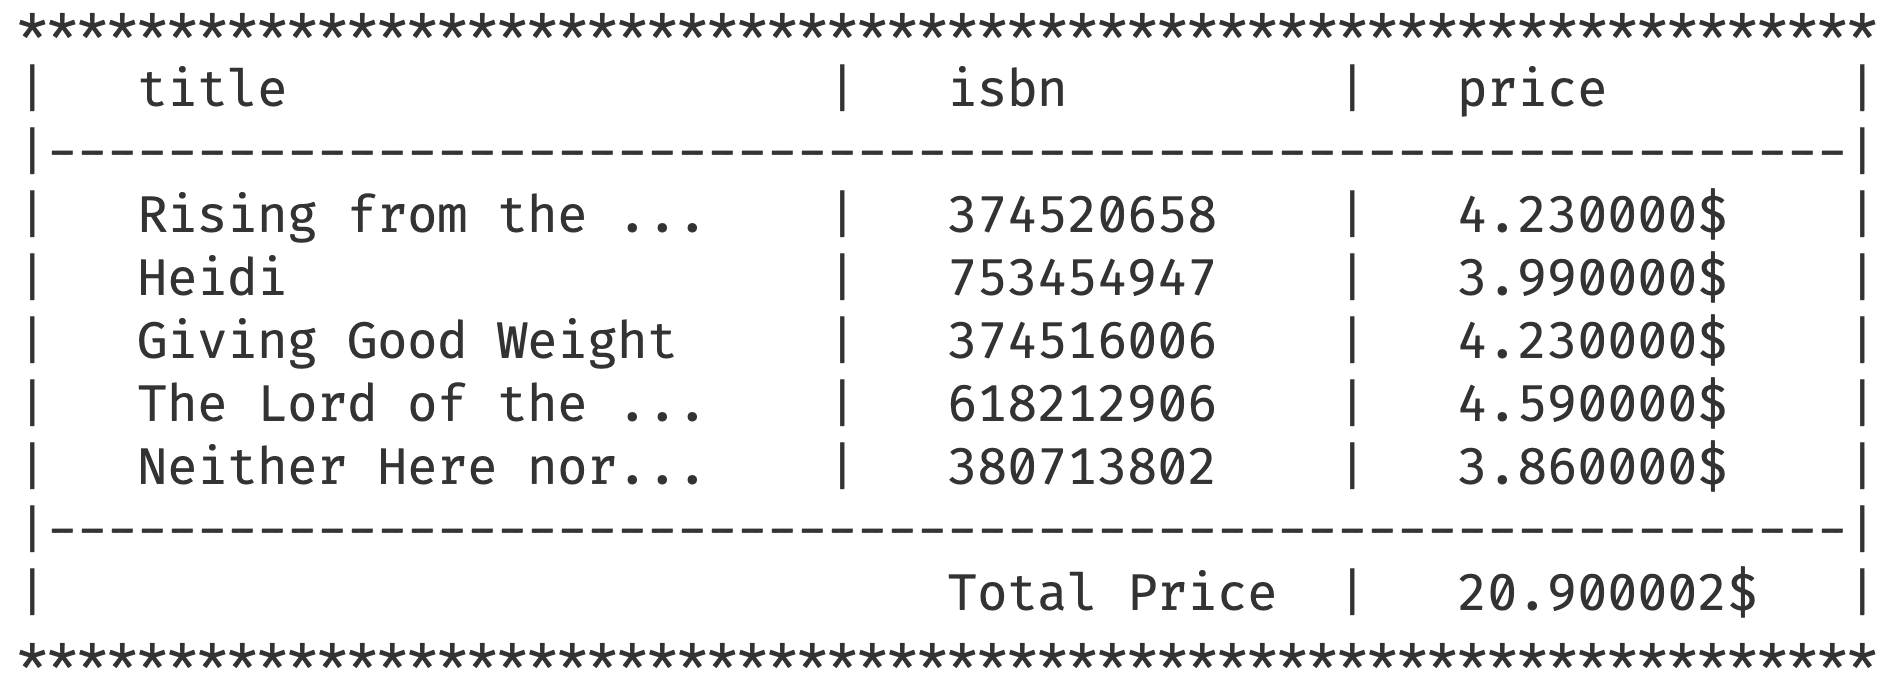 **************************************************************
|   title                  |   isbn         |   price        |
|------------------------------------------------------------|
|   Rising from the ...    |   374520658    |   4.230000$    |
|   Heidi                  |   753454947    |   3.990000$    |
|   Giving Good Weight     |   374516006    |   4.230000$    |
|   The Lord of the ...    |   618212906    |   4.590000$    |
|   Neither Here nor...    |   380713802    |   3.860000$    |
|------------------------------------------------------------|
|                              Total Price  |   20.900002$   |
**************************************************************